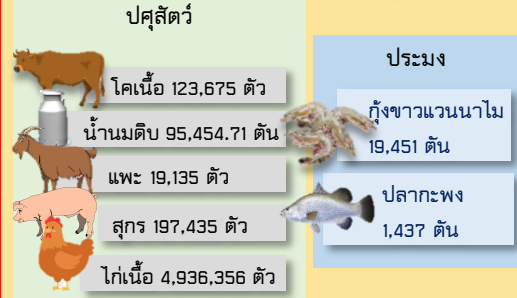 ปศุสัตว์
โคเนื้อ 123,675 ตัว
น้ำนมดิบ 95,454.71 ตัน
แพะ 19,135 ตัว
สุกร 197,435 ตัว
ไก่เนื้อ 4,936,356 ตัว
ประมง
กุ้งขาวแวนนาไม
19,451 ตัน
ปลากะพง
1,437 ตัน